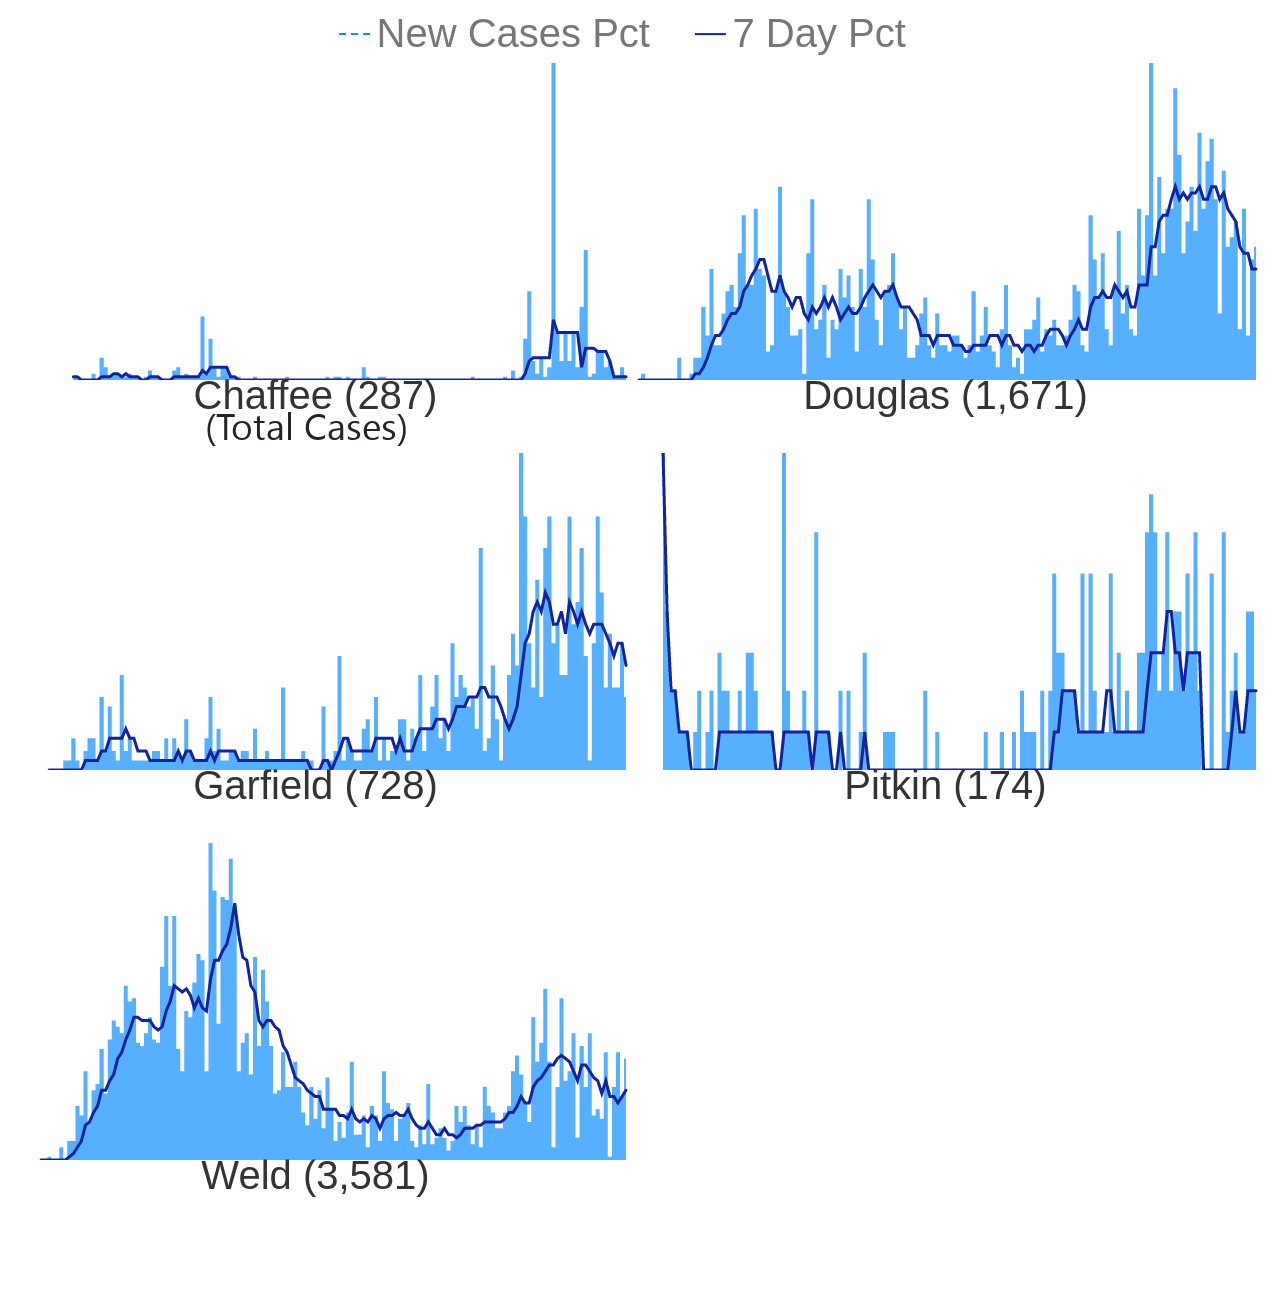 New Cases Pct 7 Day Pct
Chaffee (287) Douglas (1,671)
(Total Cases)
Garfield (728) Pitkin (174)
Weld (3,581)